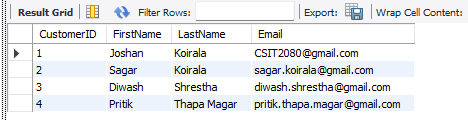 Result Grid Filter Rows: Export: Wrap Cell Content:
CustomerID FirstName LastName Email
1 Joshan Koirala CSIT2080@gmail.com
2 Sagar Koirala sagar.koirala@gmail.com
3 Diwash Shrestha diwash.shrestha@gmail.com
4 Pritik Thapa Magar pritik.thapa.magar@gmail.com